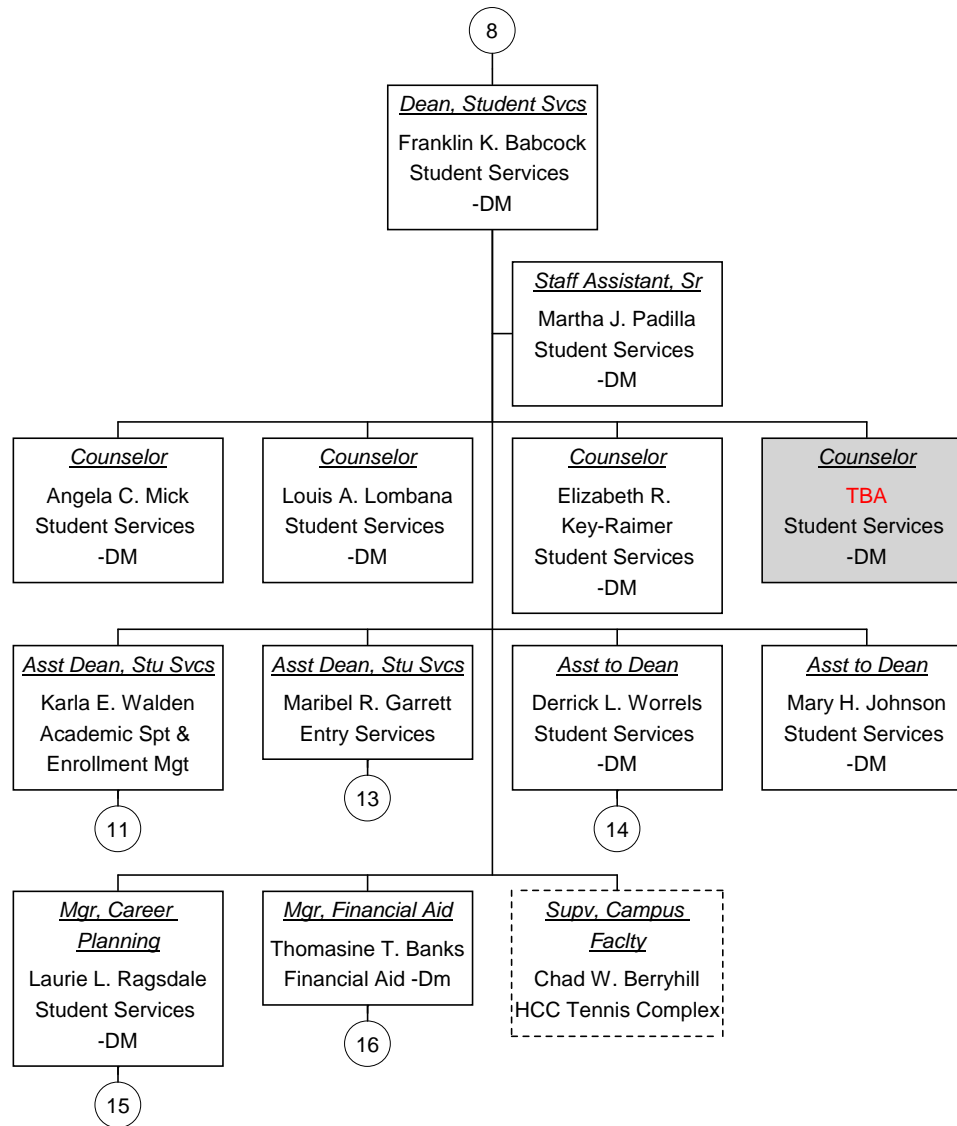 8
Dean, Student Svcs
Franklin K. Babcock
Student Services
-DM
Staff Assistant, Sr
Martha J. Padilla
Student Services
-DM
Counselor
Angela C. Mick
Student Services
-DM
Counselor
Louis A. Lombana
Student Services
-DM
Counselor
Elizabeth R.
Key-Raimer
Student Services
-DM
Counselor
TBA
Student Services
-DM
Asst Dean, Stu Svcs
Karla E. Walden
Academic Spt &
Enrollment Mgt
11
Asst Dean, Stu Svcs
Maribel R. Garrett
Entry Services
13
Asst to Dean
Derrick L. Worrels
Student Services
-DM
14
Asst to Dean
Mary H. Johnson
Student Services
-DM
Mgr, Career
Planning
Laurie L. Ragsdale
Student Services
-DM
15
Mgr, Financial Aid
Thomasine T. Banks
Financial Aid -Dm
16
Supv, Campus
Faclty
Chad W. Berryhill
HCC Tennis Complex